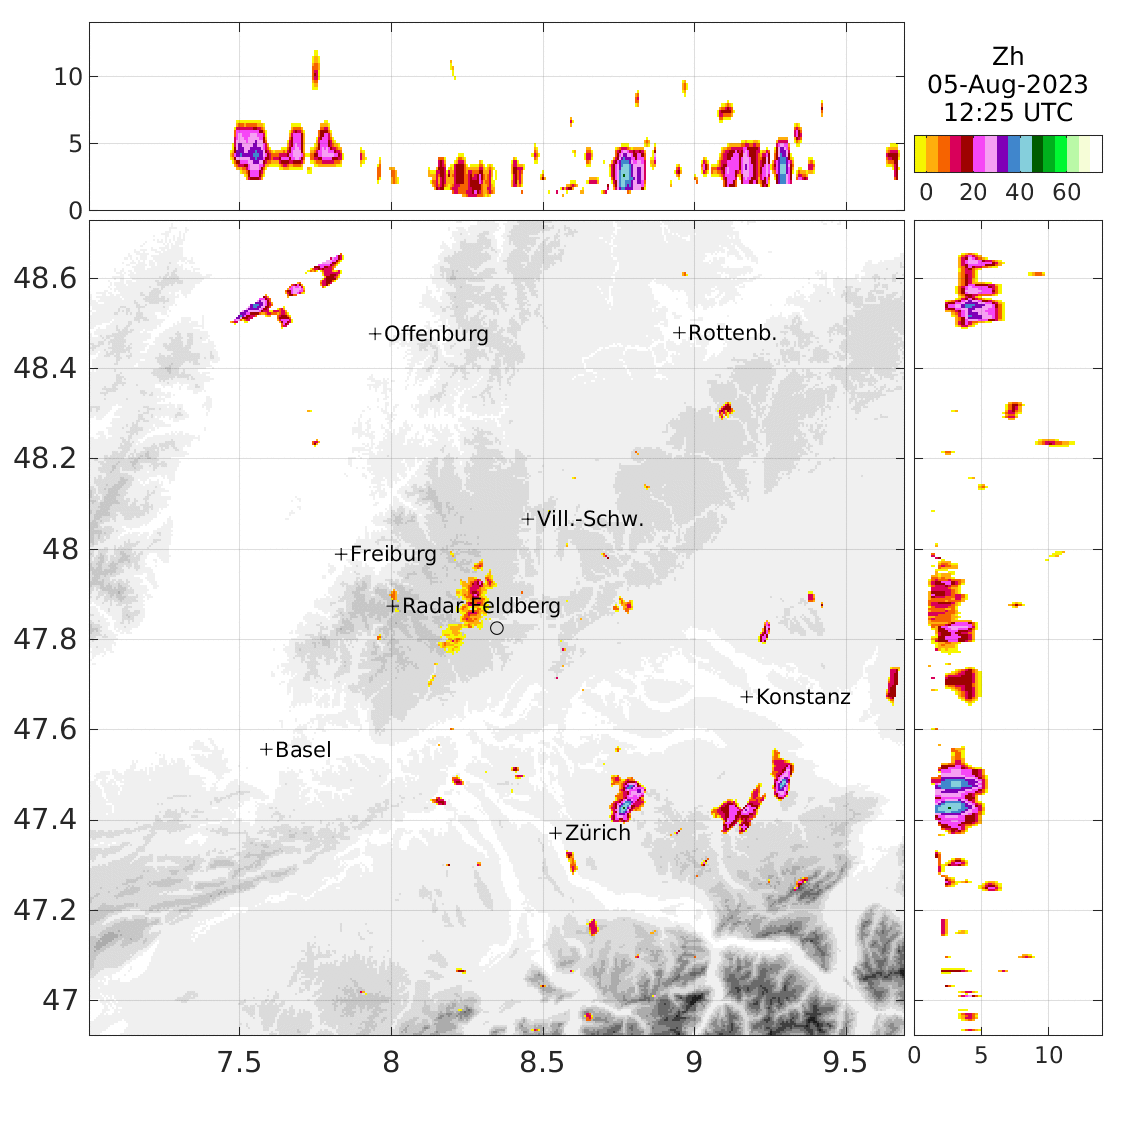 10
5
0
Zh
05-Aug-2023
12:25 UTC
0 20 40 60
48.6
48.4
48.2
48
47.8
47.6
47.4
47.2
47
+Offenburg
+Rottenb.
+Vill.-Schw.
+Freiburg
+Radar Feldberg
+Konstanz
+Basel
+Zürich
7.5 8 8.5 9 9.5
0 5 10